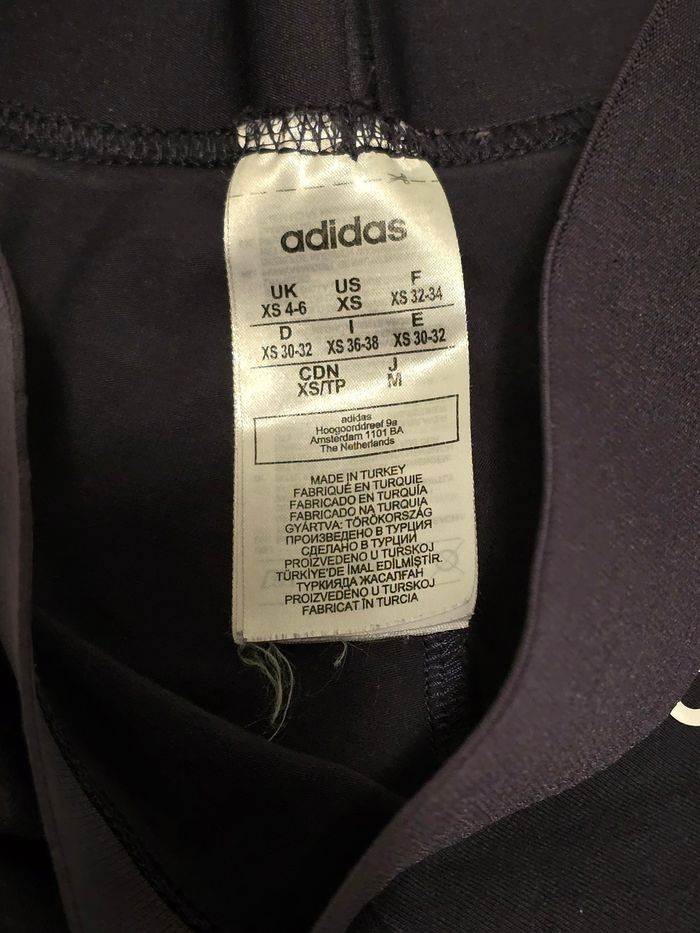 adidas
UK US F
XS 4-6 XS XS 32-34
D I E
XS 30-32 XS 36-38 XS 30-32
CDN J
XS/TP M
adidas
Hoogoorddreef 9a
Amsterdam 1101 BA
The Netherlands
MADE IN TURKEY
FABRIQUÉ EN TURQUIE
FABRICADO EN TURQUÍA
FABRICADO NA TURQUIA
GYÁRTVA: TÖRÖKORSZÁG
ПРОИЗВЕДЕНО В ТУРЦИЯ
СДЕЛАНО В ТУРЦИИ
PROIZVEDENO U TURSKOJ
TÜRKİYE'DE İMAL EDİLMİŞTİR.
ТУРКИЯДА ЖАСАЛҒАН
PROIZVEDENO U TURSKOJ
FABRICAT ÎN TURCIA